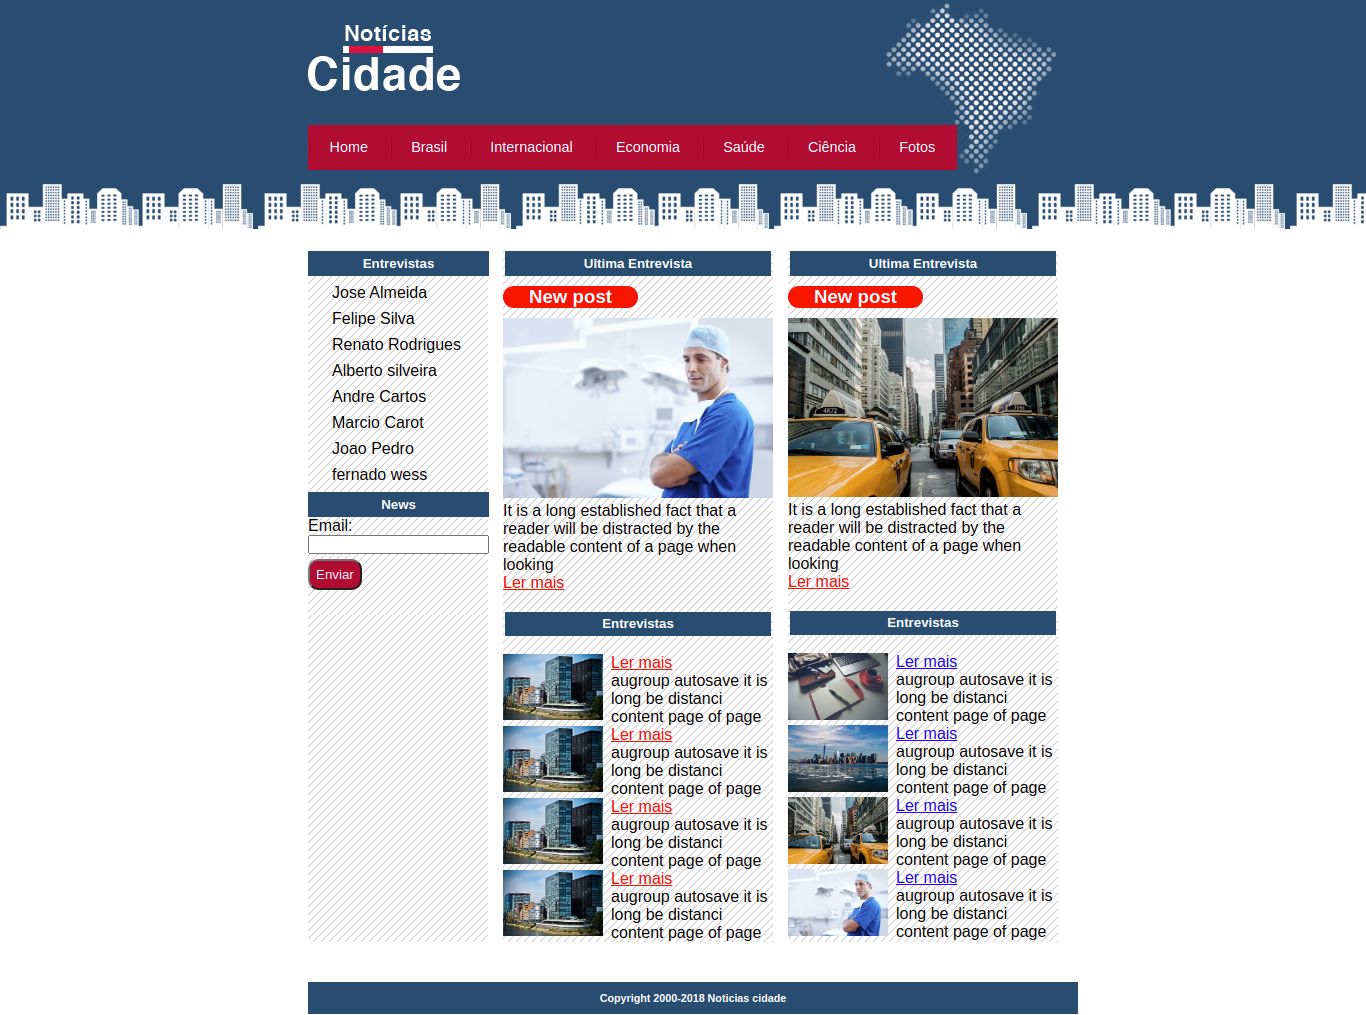 Notícias
Cidade
Home Brasil Internacional Economia Saúde Ciência Fotos
Entrevistas
Jose Almeida
Felipe Silva
Renato Rodrigues
Alberto silveira
Andre Cartos
Marcio Carot
Joao Pedro
fernado wess
News
Email:
Enviar
Ultima Entrevista
New post
It is a long established fact that a
reader will be distracted by the
readable content of a page when
looking
Ler mais
Entrevistas
Ler mais
augroup autosave it is
long be distanci
content page of page
Ler mais
augroup autosave it is
long be distanci
content page of page
Ler mais
augroup autosave it is
long be distanci
content page of page
Ler mais
augroup autosave it is
long be distanci
content page of page
Ultima Entrevista
New post
4K72
It is a long established fact that a
reader will be distracted by the
readable content of a page when
looking
Ler mais
Entrevistas
Ler mais
augroup autosave it is
long be distanci
content page of page
Ler mais
augroup autosave it is
long be distanci
content page of page
Ler mais
augroup autosave it is
long be distanci
content page of page
Ler mais
augroup autosave it is
long be distanci
content page of page
Copyright 2000-2018 Noticias cidade